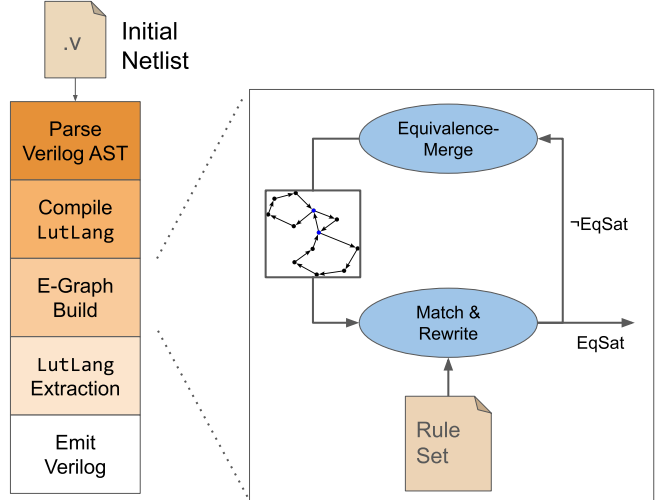 .v
Initial
Netlist
Parse
Verilog AST
Compile
LutLang
E-Graph
Build
LutLang
Extraction
Emit
Verilog
Equivalence-
Merge
¬EqSat
Match &
Rewrite
EqSat
Rule
Set